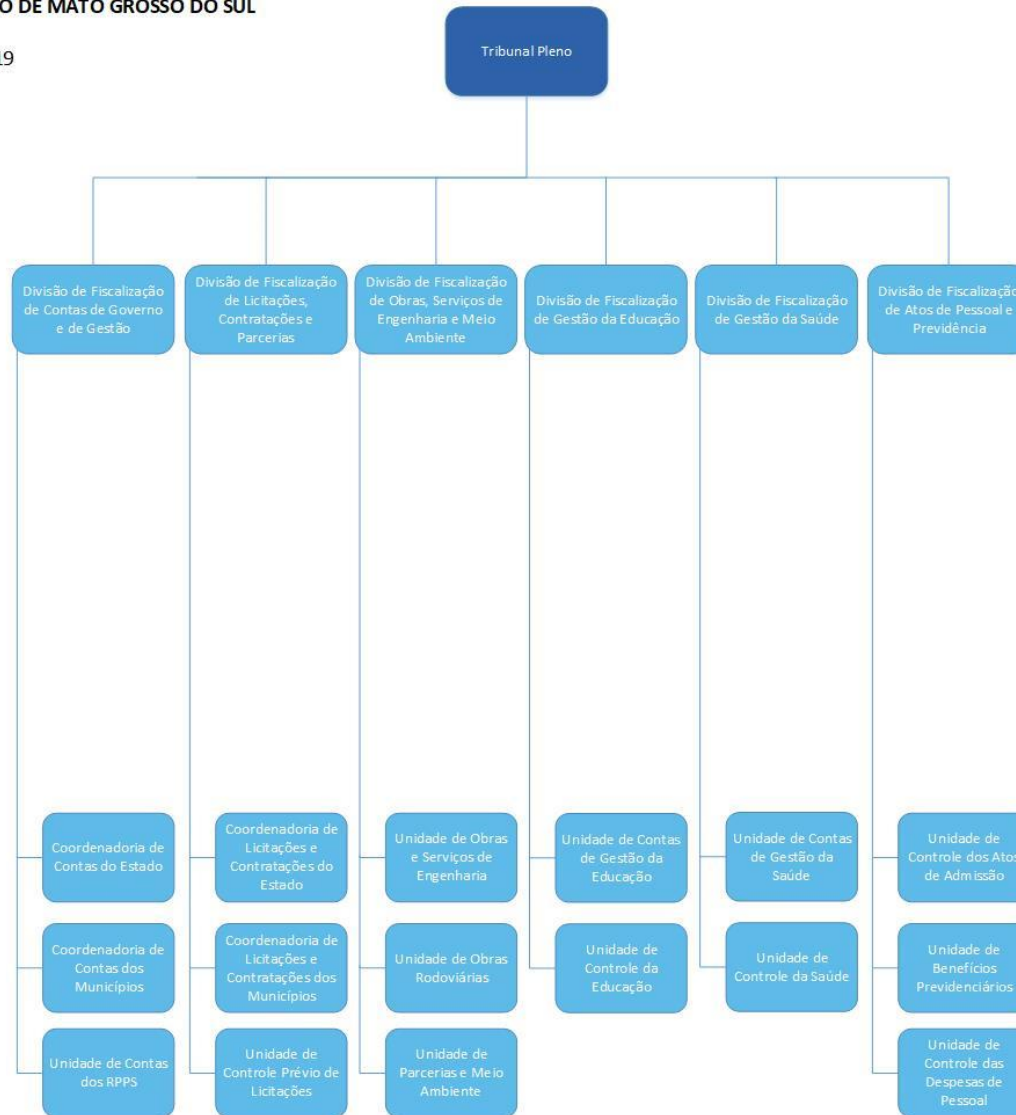 O DE MATO GROSSO DO SUL
19
Tribunal Pleno
Divisão de Fiscalização
de Contas de Governo
e de Gestão
Divisão de Fiscalização
de Licitações,
Contratações e
Parcerias
Divisão de Fiscalização
de Obras, Serviços de
Engenharia e Meio
Ambiente
Divisão de Fiscalização
de Gestão da Educação
Divisão de Fiscalização
de Gestão da Saúde
Divisão de Fiscalização
de Atos de Pessoal e
Previdência
Coordenadoria de
Contas do Estado
Coordenadoria de
Licitações e
Contratações do
Estado
Unidade de Obras
e Serviços de
Engenharia
Unidade de Contas
de Gestão da
Educação
Unidade de Contas
de Gestão da
Saúde
Unidade de
Controle dos Atos
de Admissão
Coordenadoria de
Contas dos
Municípios
Coordenadoria de
Licitações e
Contratações dos
Municípios
Unidade de Obras
Rodoviárias
Unidade de
Controle da
Educação
Unidade de
Controle da Saúde
Unidade de
Benefícios
Previdenciários
Unidade de Contas
dos RPPS
Unidade de
Controle Prévio de
Licitações
Unidade de
Parcerias e Meio
Ambiente
Unidade de
Controle das
Despesas de
Pessoal